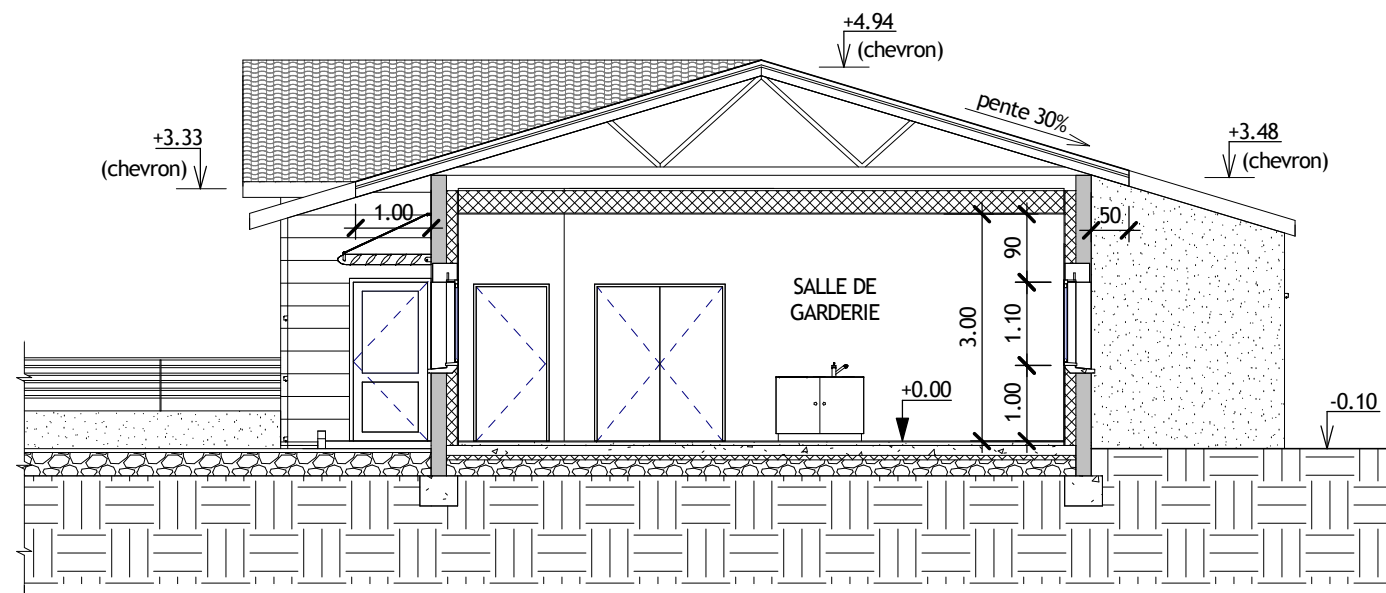 +4.94
(chevron)
pente 30%
+3.33
(chevron)
+3.48
(chevron)
1.00
50
90
SALLE DE
GARDERIE
3.00
1.10
+0.00
1.00
-0.10